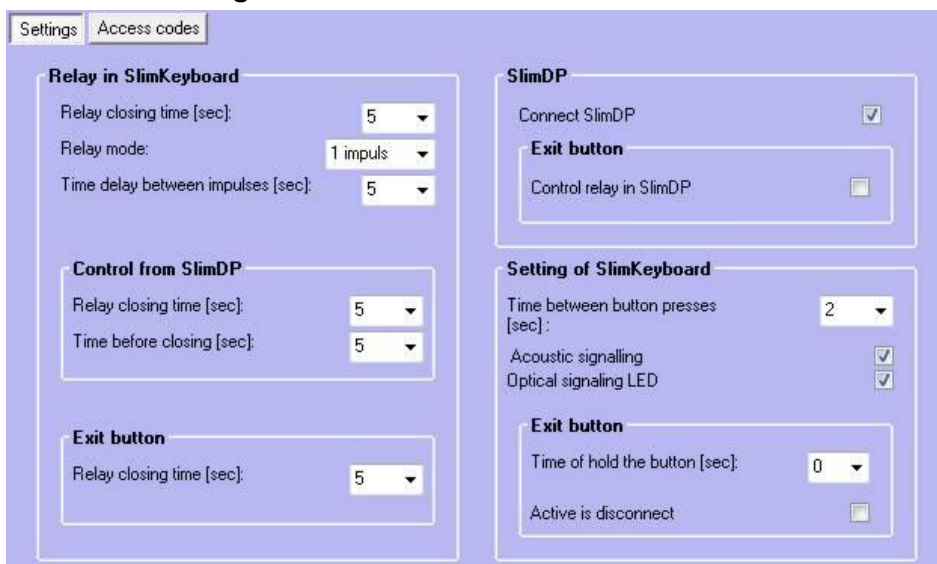 Settings Access codes
Relay in SlimKeyboard
Relay closing time [sec]: 5
Relay mode: 1 impuls
Time delay between impulses [sec]: 5
Control from SlimDP
Relay closing time [sec]: 5
Time before closing [sec]: 5
Exit button
Relay closing time [sec]: 5
SlimDP
Connect SlimDP
Exit button
Control relay in SlimDP
Setting of SlimKeyboard
Time between button presses 2
[sec] :
Acoustic signalling
Optical signaling LED
Exit button
Time of hold the button [sec]: 0
Active is disconnect